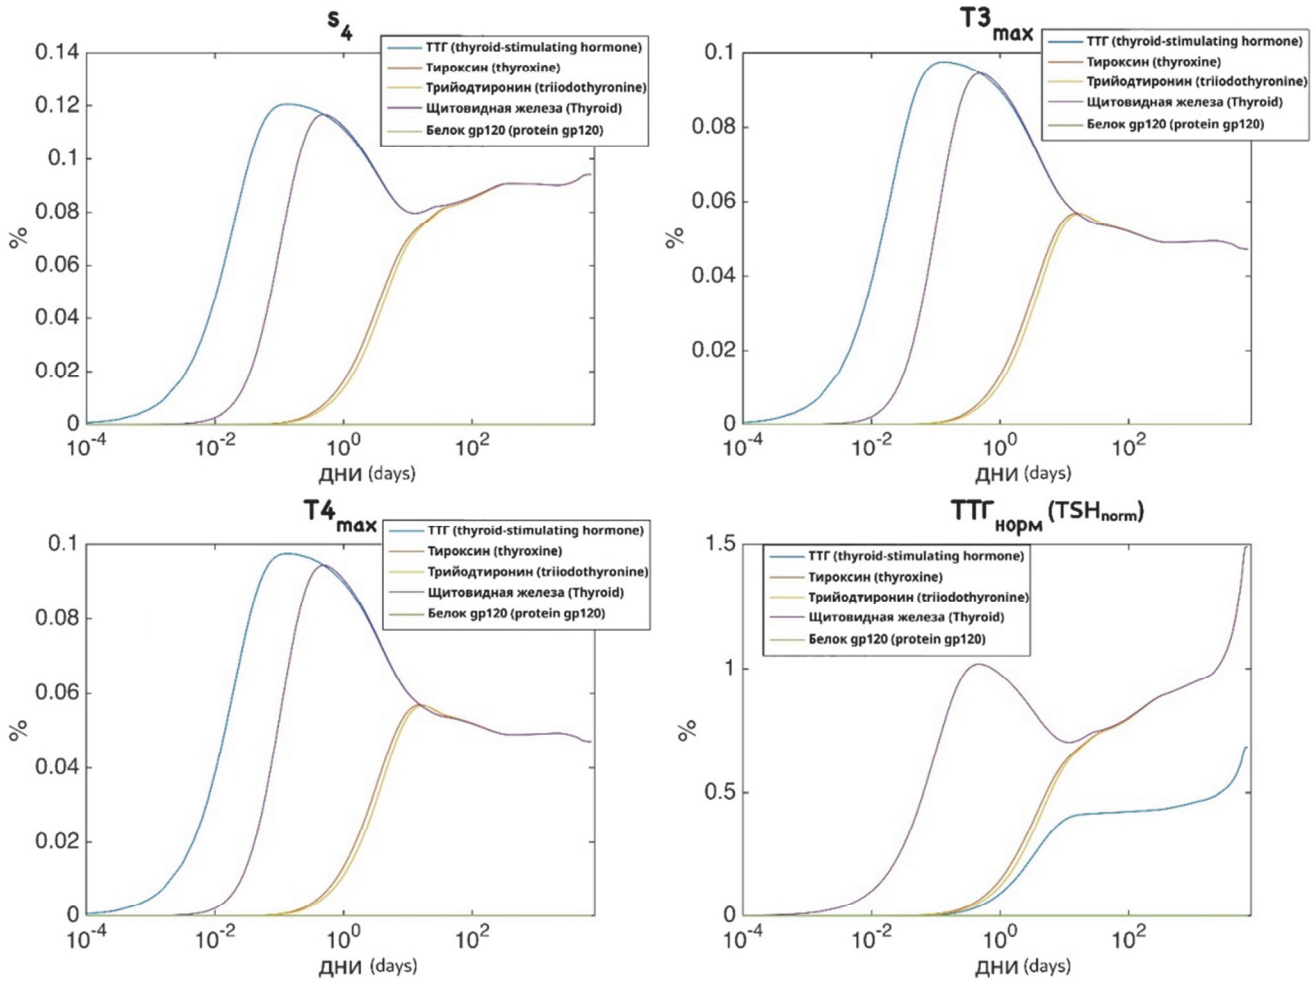 s4
ТТГ (thyroid-stimulating hormone)
Тироксин (thyroxine)
Трийодтиронин (triiodothyronine)
Щитовидная железа (Thyroid)
Белок gp120 (protein gp120)
0.14
0.12
0.1
0.08
0.06
0.04
0.02
0
%
10-4
10-2
100
102
дни (days)
T3max
ТТГ (thyroid-stimulating hormone)
Тироксин (thyroxine)
Трийодтиронин (triiodothyronine)
Щитовидная железа (Thyroid)
Белок gp120 (protein gp120)
0.1
0.08
0.06
0.04
0.02
0
%
10-4
10-2
100
102
дни (days)
T4max
ТТГ (thyroid-stimulating hormone)
Тироксин (thyroxine)
Трийодтиронин (triiodothyronine)
Щитовидная железа (Thyroid)
Белок gp120 (protein gp120)
0.1
0.08
0.06
0.04
0.02
0
%
10-4
10-2
100
102
дни (days)
ТТГнорм (TSHnorm)
ТТГ (thyroid-stimulating hormone)
Тироксин (thyroxine)
Трийодтиронин (triiodothyronine)
Щитовидная железа (Thyroid)
Белок gp120 (protein gp120)
1.5
1
0.5
0
%
10-4
10-2
100
102
дни (days)